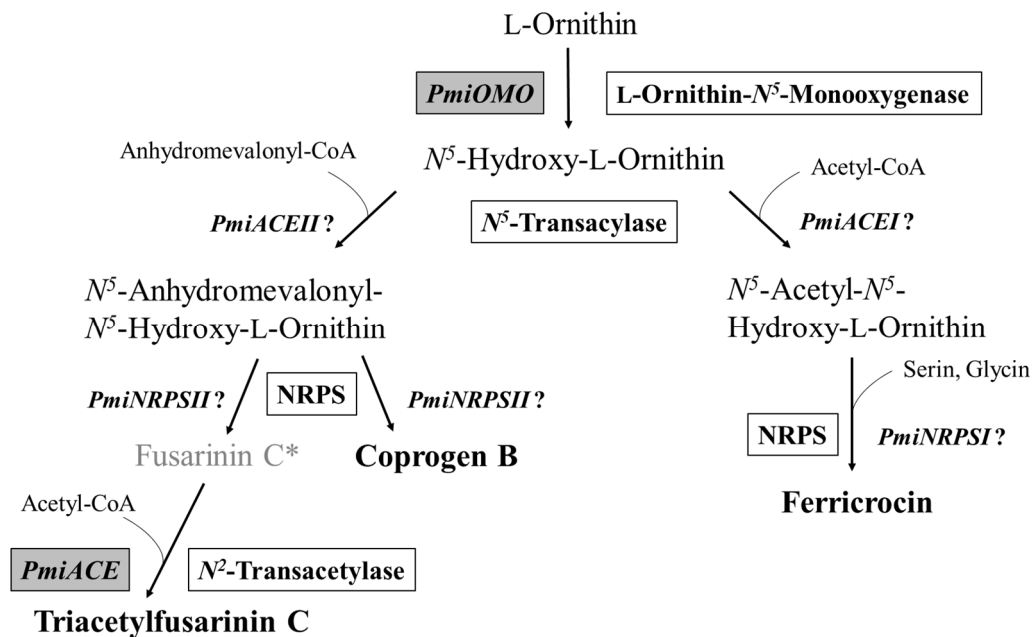 L-Ornithin
PmiOMO
L-Ornithin-N⁵-Monooxygenase
Anhydromevalonyl-CoA
N⁵-Hydroxy-L-Ornithin
Acetyl-CoA
PmiACEII ?
N⁵-Transacylase
PmiACEI ?
N⁵-Anhydromevalonyl-
N⁵-Hydroxy-L-Ornithin
N⁵-Acetyl-N⁵-
Hydroxy-L-Ornithin
PmiNRPSII ?
NRPS
PmiNRPSII ?
Serin, Glycin
NRPS
PmiNRPSI ?
Fusarinin C*
Coprogen B
Ferricrocin
Acetyl-CoA
PmiACE
N²-Transacetylase
Triacetylfusarinin C